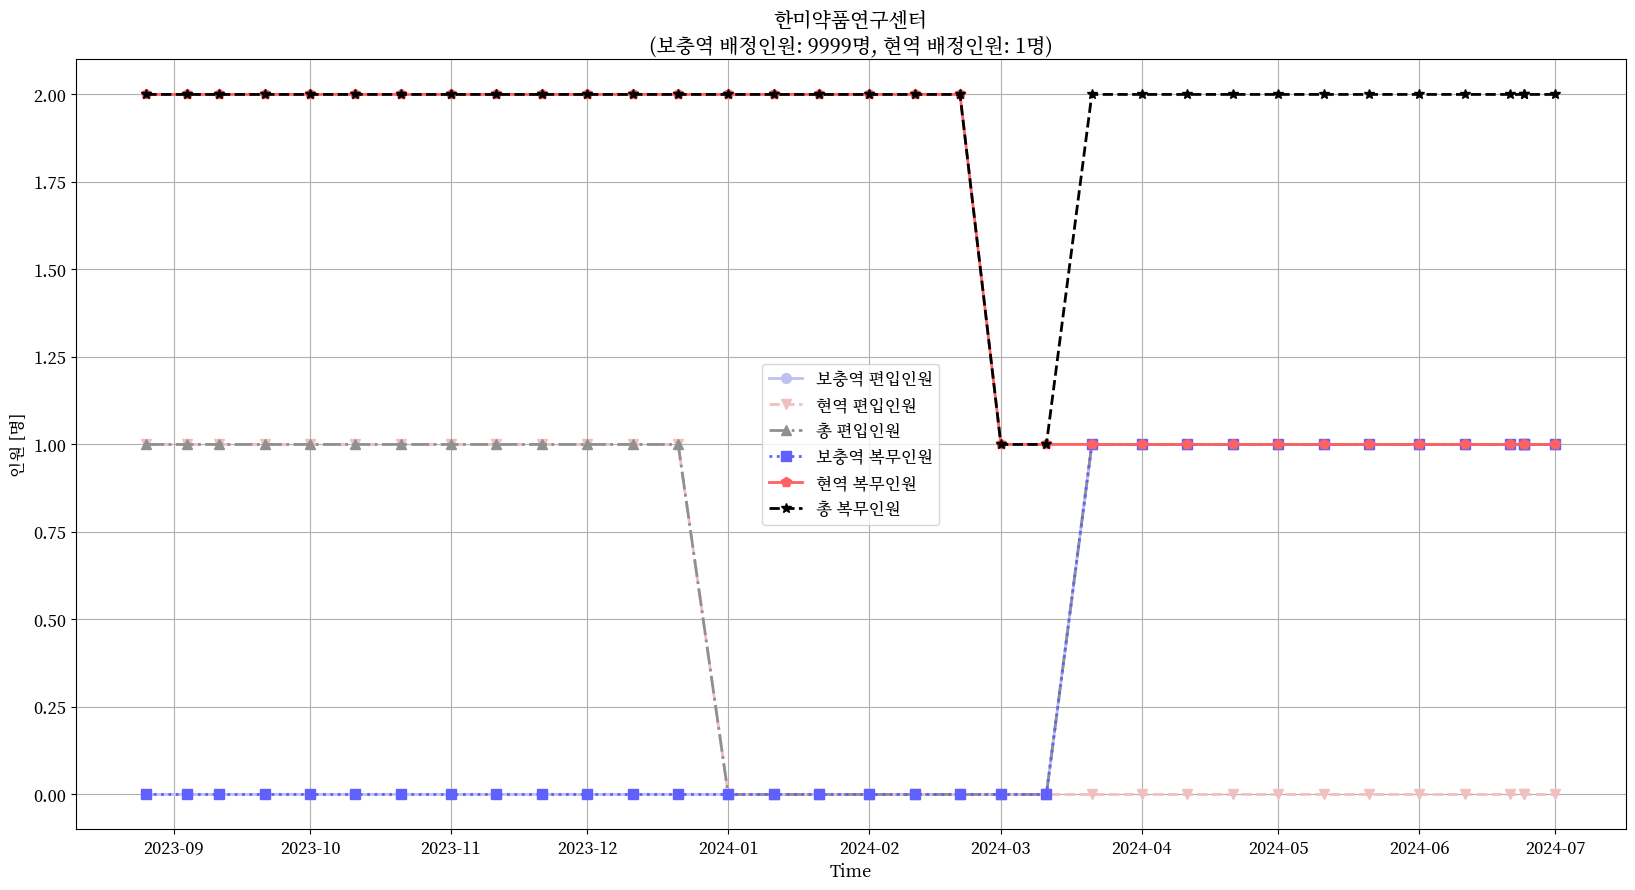 한미약품연구센터
(보충역 배정인원: 9999명, 현역 배정인원: 1명)
인원 [명]
2.00
1.75
1.50
1.25
1.00
0.75
0.50
0.25
0.00
보충역 편입인원
현역 편입인원
총 편입인원
보충역 복무인원
현역 복무인원
총 복무인원
2023-09
2023-10
2023-11
2023-12
2024-01
2024-02
2024-03
2024-04
2024-05
2024-06
2024-07
Time